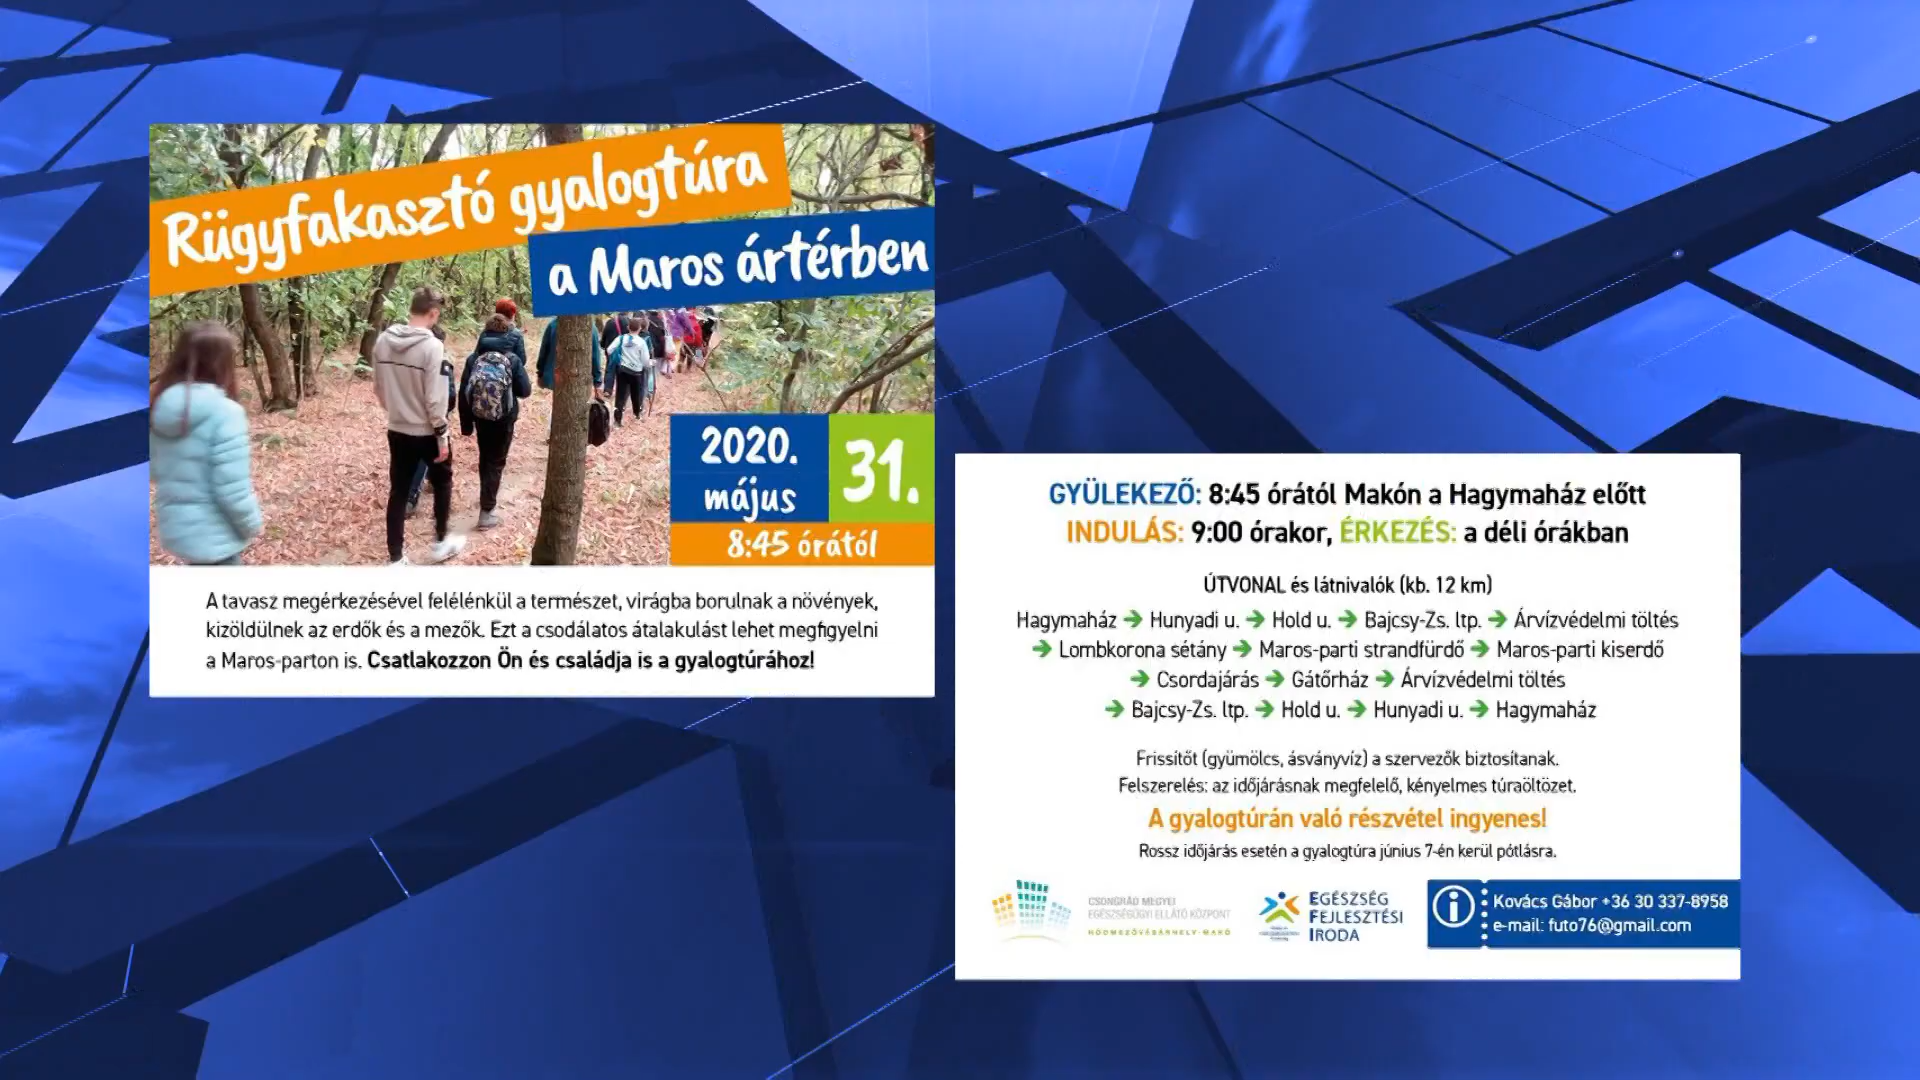 Rügyfakasztó gyalogtúra
a Maros ártérben
2020.
május
31.
8:45 órától
A tavasz megérkezésével felélénkül a természet, virágba borulnak a növények,
kizöldülnek az erdők és a mezők. Ezt a csodálatos átalakulást lehet megfigyelni
a Maros-parton is. Csatlakozzon Ön és családja is a gyalogtúrához!
GYÜLEKEZŐ: 8:45 órától Makón a Hagymaház előtt
INDULÁS: 9:00 órakor, ÉRKEZÉS: a déli órákban
ÚTVONAL és látnivalók (kb. 12 km)
Hagymaház → Hunyadi u. → Hold u. → Bajcsy-Zs. ltp. → Árvízvédelmi töltés
→ Lombkorona sétány → Maros-parti strandfürdő → Maros-parti kiserdő
→ Csordajárás → Gátőrház → Árvízvédelmi töltés
→ Bajcsy-Zs. ltp. → Hold u. → Hunyadi u. → Hagymaház
Frissítőt (gyümölcs, ásványvíz) a szervezők biztosítanak.
Felszerelés: az időjárásnak megfelelő, kényelmes túraöltözet.
A gyalogtúrán való részvétel ingyenes!
Rossz időjárás esetén a gyalogtúra június 7-én kerül pótlásra.
CSONGRÁD MEGYEI
EGÉSZSÉGÜGYI ELLÁTÓ KÖZPONT
HÓDMEZŐVÁSÁRHELY-MAKÓ
EGÉSZSÉG
FEJLESZTÉSI
IRODA
Kovács Gábor +36 30 337-8958
e-mail: futo76@gmail.com